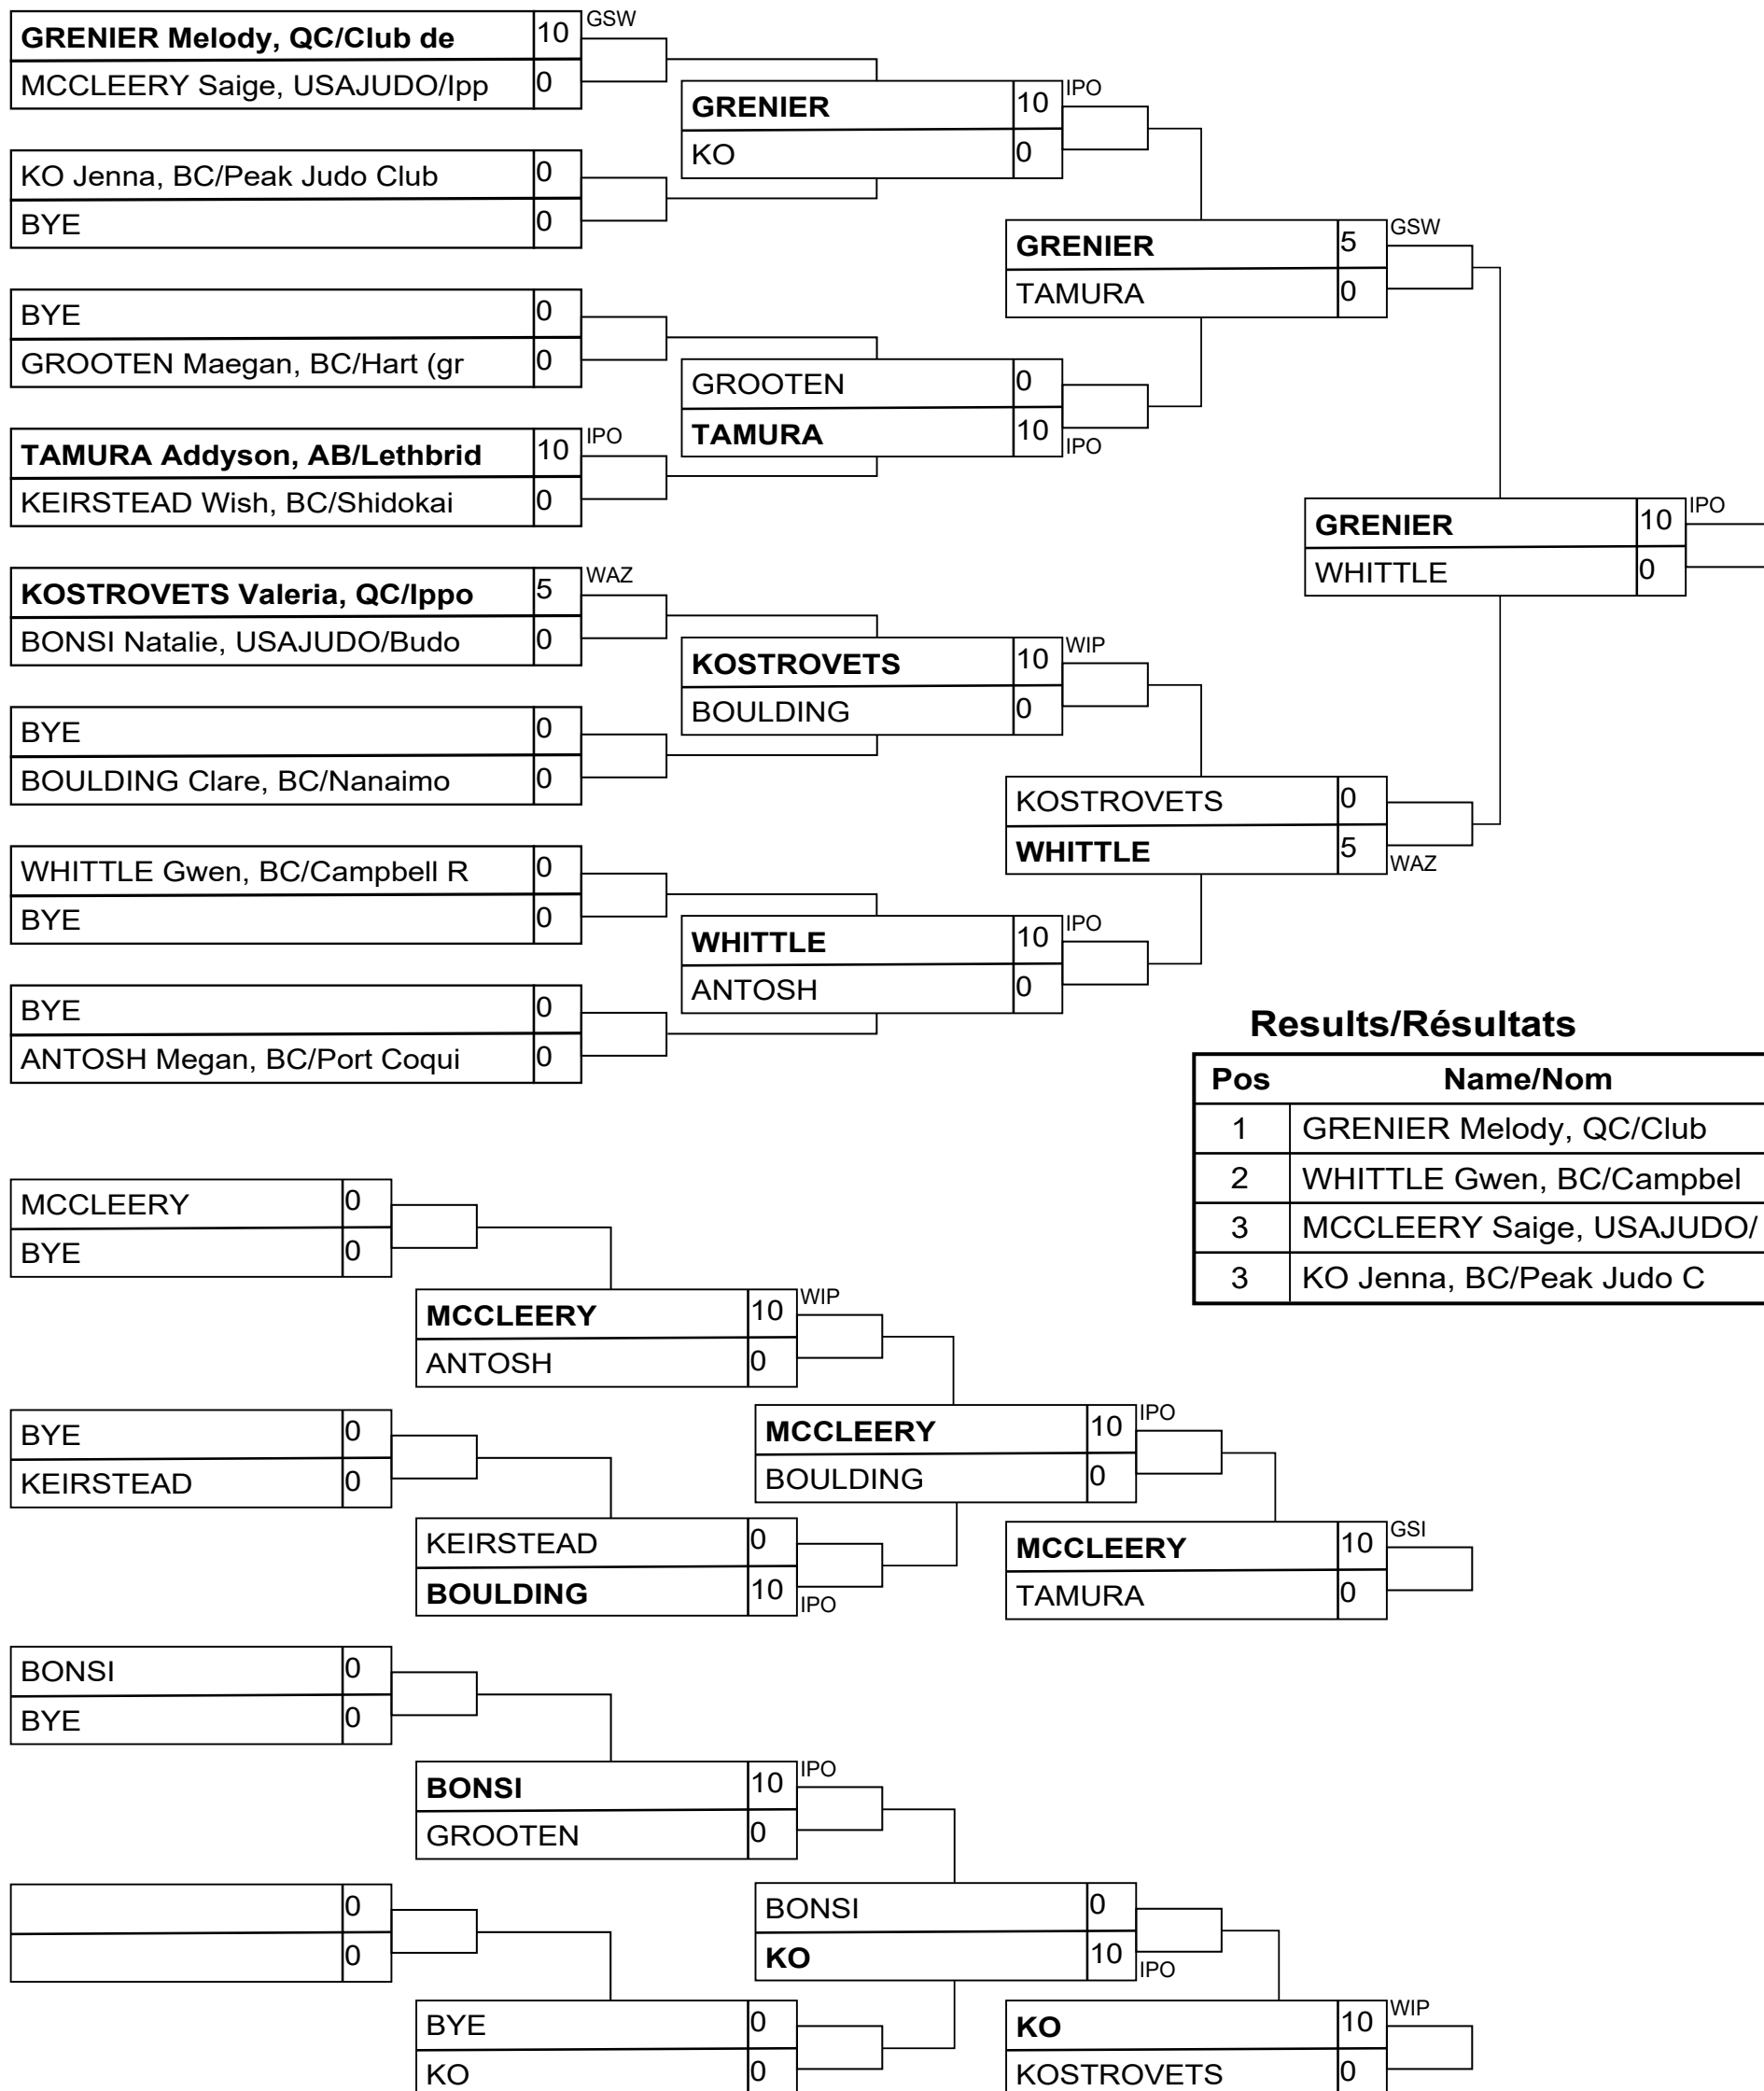 GRENIER Melody, QC/Club de 10 GSW
MCCLEERY Saige, USAJUDO/Ipp 0
GRENIER 10 IPO
KO 0
KO Jenna, BC/Peak Judo Club 0
BYE 0
GRENIER 5 GSW
TAMURA 0
BYE 0
GROOTEN Maegan, BC/Hart (gr 0
GROOTEN 0
TAMURA 10 IPO
TAMURA Addyson, AB/Lethbrid 10 IPO
KEIRSTEAD Wish, BC/Shidokai 0
GRENIER 10 IPO
WHITTLE 0
KOSTROVETS Valeria, QC/Ippo 5 WAZ
BONSI Natalie, USAJUDO/Budo 0
KOSTROVETS 10 WIP
BOULDING 0
BYE 0
BOULDING Clare, BC/Nanaimo 0
KOSTROVETS 0
WHITTLE 5 WAZ
WHITTLE Gwen, BC/Campbell R 0
BYE 0
WHITTLE 10 IPO
ANTOSH 0
BYE 0
ANTOSH Megan, BC/Port Coqui 0
Results/Résultats
Pos Name/Nom
1 GRENIER Melody, QC/Club
2 WHITTLE Gwen, BC/Campbel
3 MCCLEERY Saige, USAJUDO/
3 KO Jenna, BC/Peak Judo C
MCCLEERY 0
BYE 0
MCCLEERY 10 WIP
ANTOSH 0
BYE 0
KEIRSTEAD 0
MCCLEERY 10 IPO
BOULDING 0
KEIRSTEAD 0
BOULDING 10 IPO
MCCLEERY 10 GSI
TAMURA 0
BONSI 0
BYE 0
BONSI 10 IPO
GROOTEN 0
0
0
BONSI 0
KO 10 IPO
BYE 0
KO 0
KO 10 WIP
KOSTROVETS 0